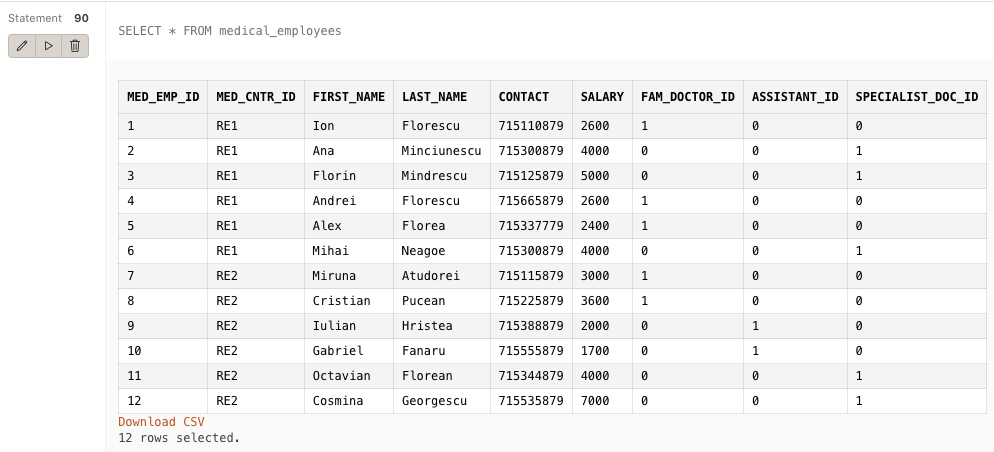 Statement 90
SELECT * FROM medical_employees
MED_EMP_ID MED_CNTR_ID FIRST_NAME LAST_NAME CONTACT SALARY FAM_DOCTOR_ID ASSISTANT_ID SPECIALIST_DOC_ID
1 RE1 Ion Florescu 715110879 2600 1 0 0
2 RE1 Ana Minciunescu 715300879 4000 0 0 1
3 RE1 Florin Mindrescu 715125879 5000 0 0 1
4 RE1 Andrei Florescu 715665879 2600 1 0 0
5 RE1 Alex Florea 715337779 2400 1 0 0
6 RE1 Mihai Neagoe 715300879 4000 0 0 1
7 RE2 Miruna Atudorei 715115879 3000 1 0 0
8 RE2 Cristian Pucean 715225879 3600 1 0 0
9 RE2 Iulian Hristea 715388879 2000 0 1 0
10 RE2 Gabriel Fanaru 715555879 1700 0 1 0
11 RE2 Octavian Florean 715344879 4000 0 0 1
12 RE2 Cosmina Georgescu 715535879 7000 0 0 1
Download CSV
12 rows selected.